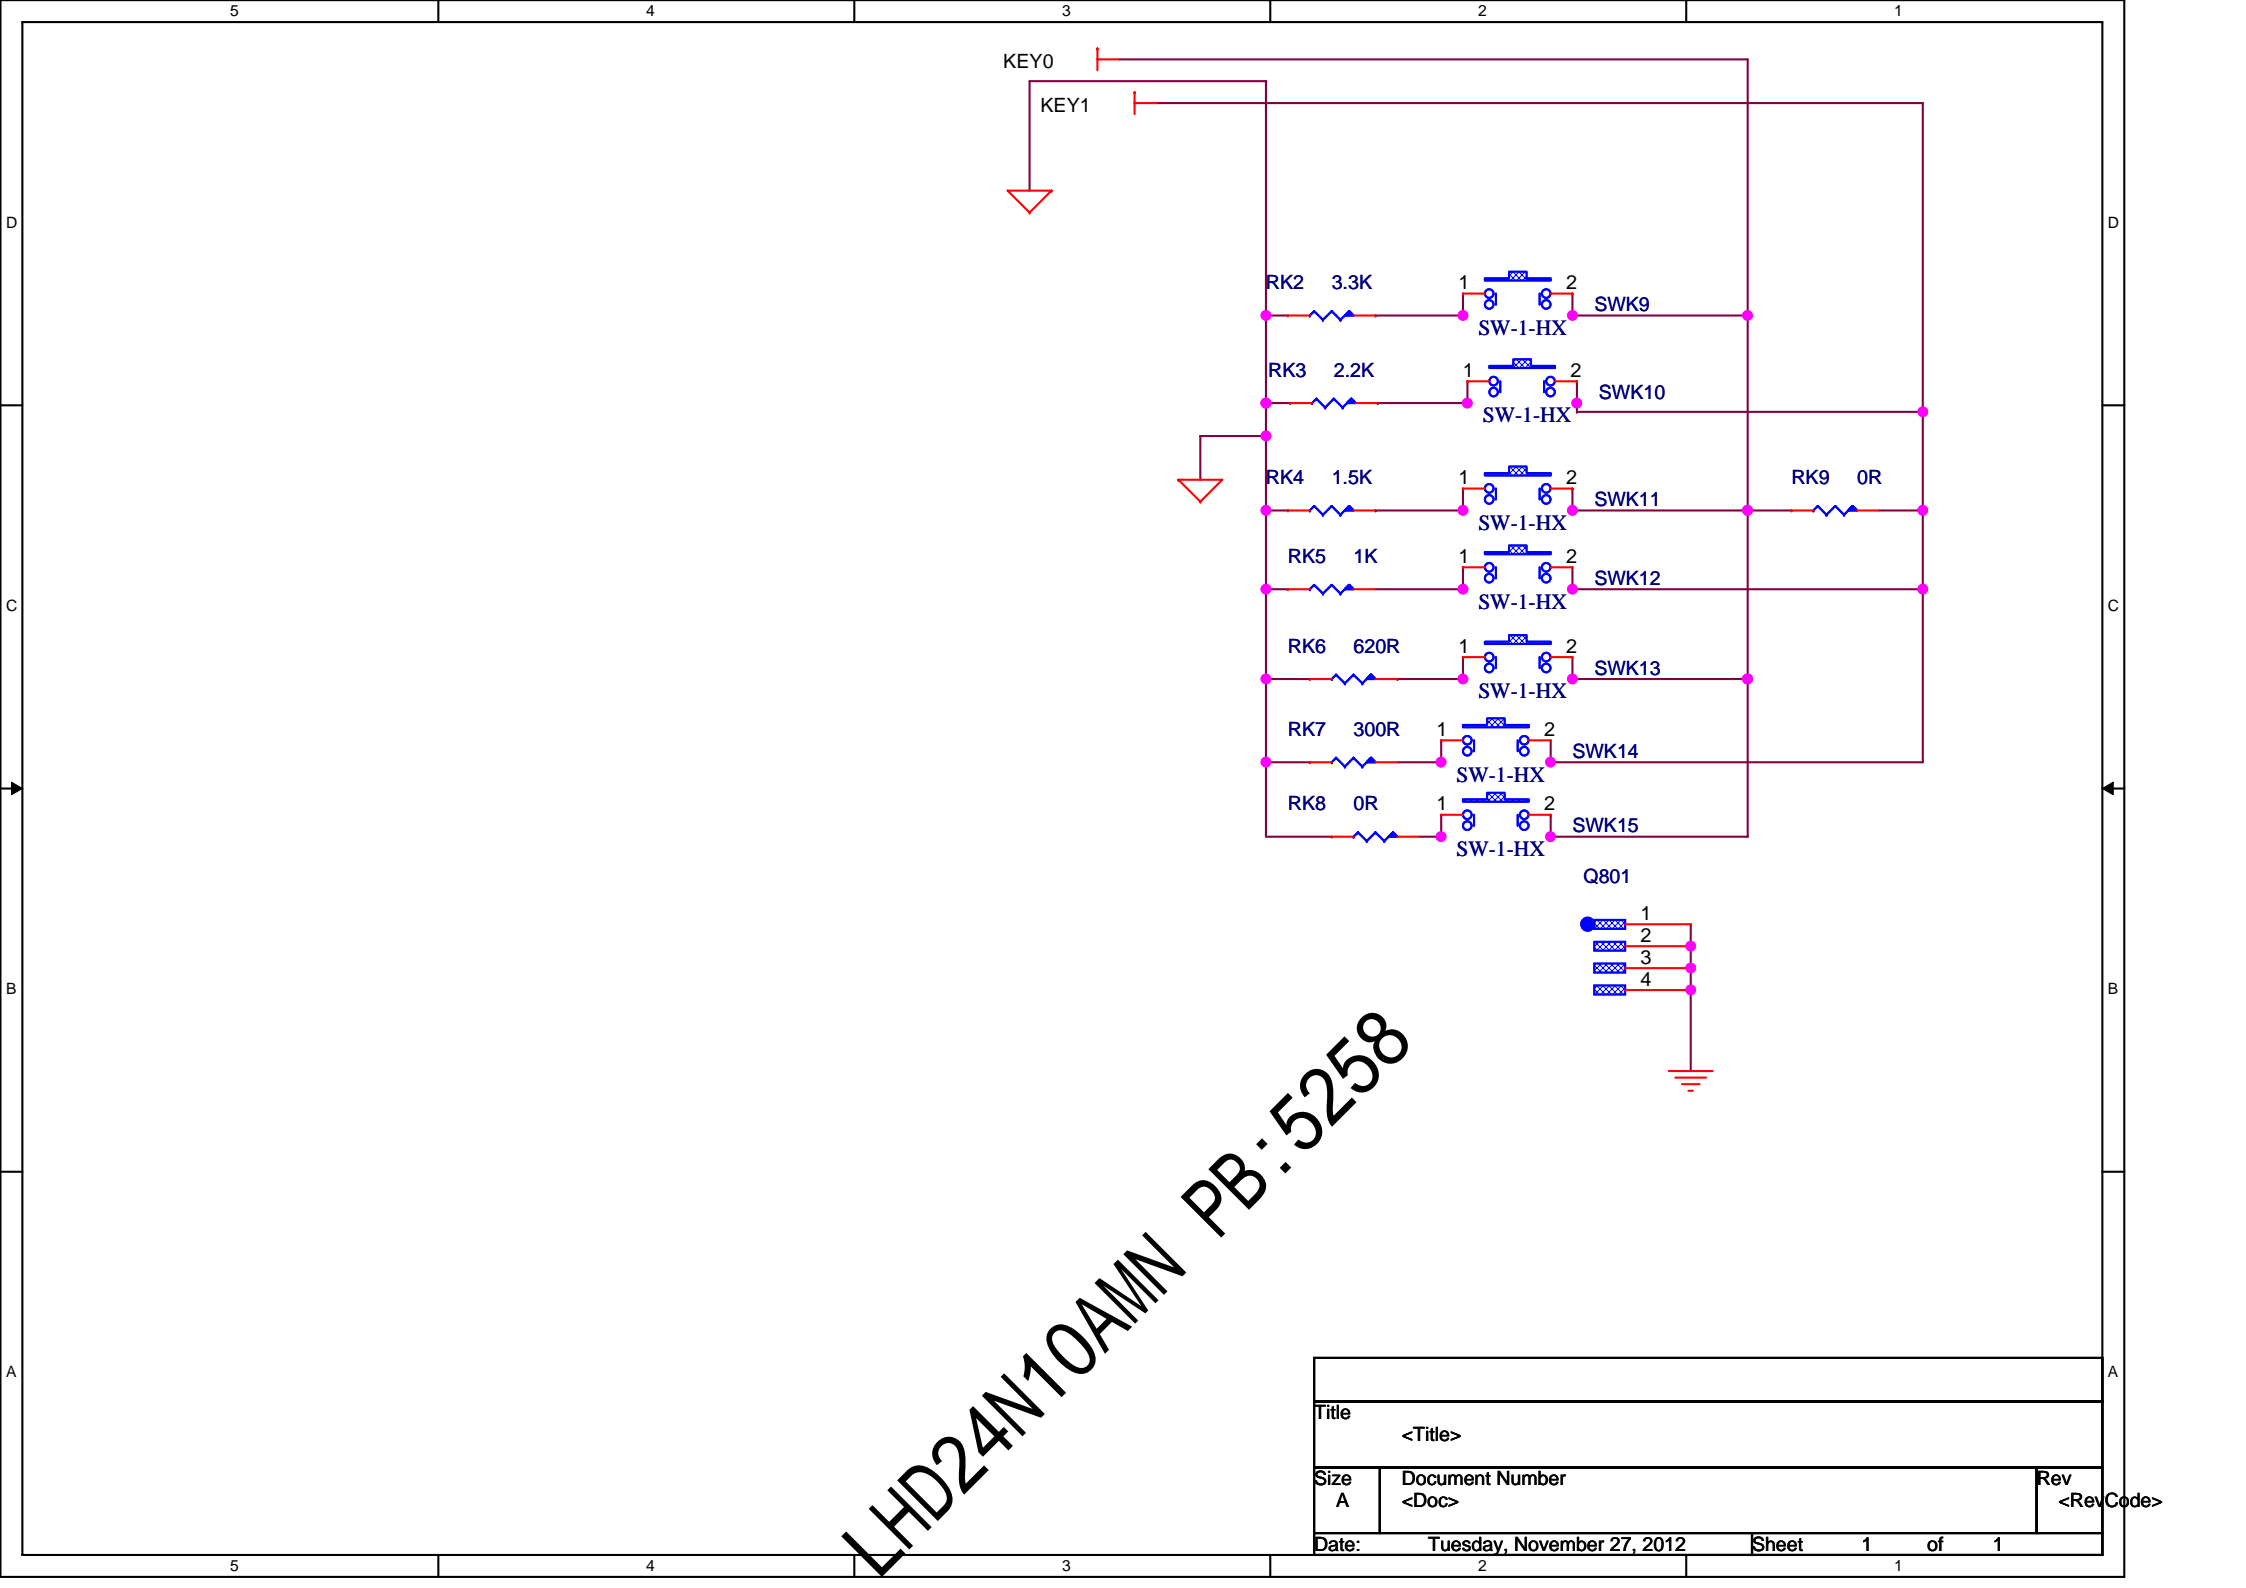 5 4 3 2 1
KEY0
KEY1
D D
RK2 3.3K 1 2 SWK9
SW-1-HX
RK3 2.2K 1 2 SWK10
SW-1-HX
RK4 1.5K 1 2 SWK11 RK9 0R
SW-1-HX
RK5 1K 1 2 SWK12
SW-1-HX
C C
RK6 620R 1 2 SWK13
SW-1-HX
RK7 300R 1 2 SWK14
SW-1-HX
RK8 0R 1 2 SWK15
SW-1-HX
Q801
1
2
3
4
B B
LHD24N10AMN PB:5258
A A
Title
<Title>
Size Document Number Rev
A <Doc> <RevCode>
Date: Tuesday, November 27, 2012 Sheet 1 of 1
5 4 3 2 1